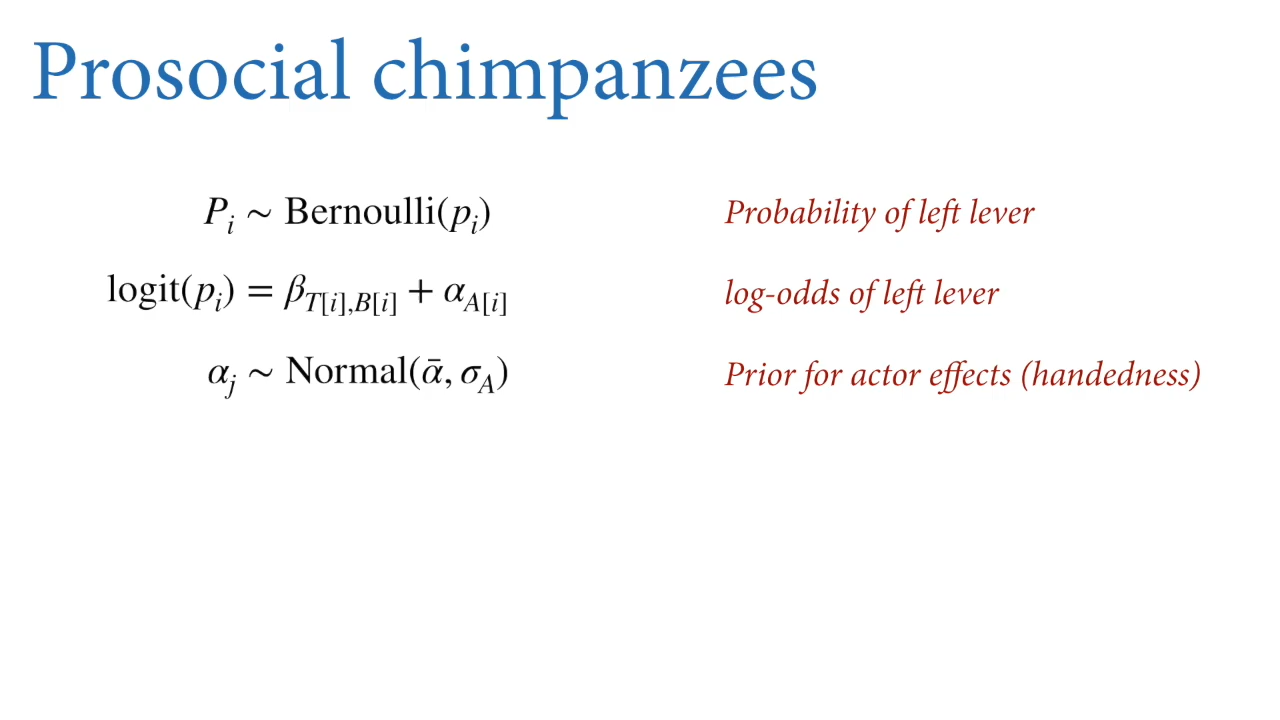 Prosocial chimpanzees
P_i ∼ Bernoulli(p_i) Probability of left lever
logit(p_i) = β_{T[i],B[i]} + α_{A[i]} log-odds of left lever
α_j ∼ Normal(ᾱ, σ_A) Prior for actor effects (handedness)